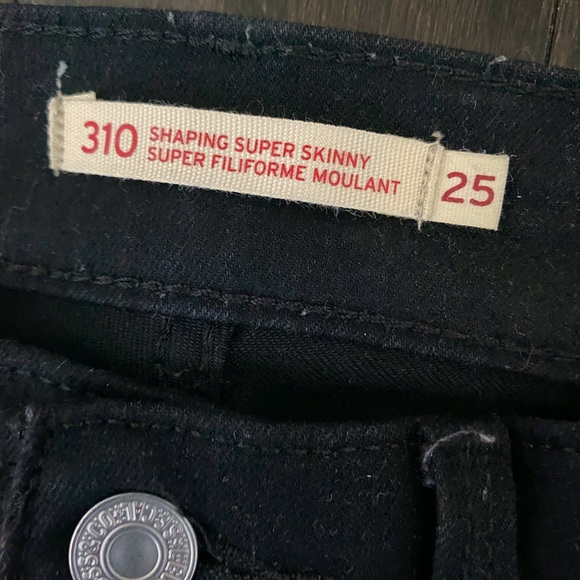 310 SHAPING SUPER SKINNY
SUPER FILIFORME MOULANT
25